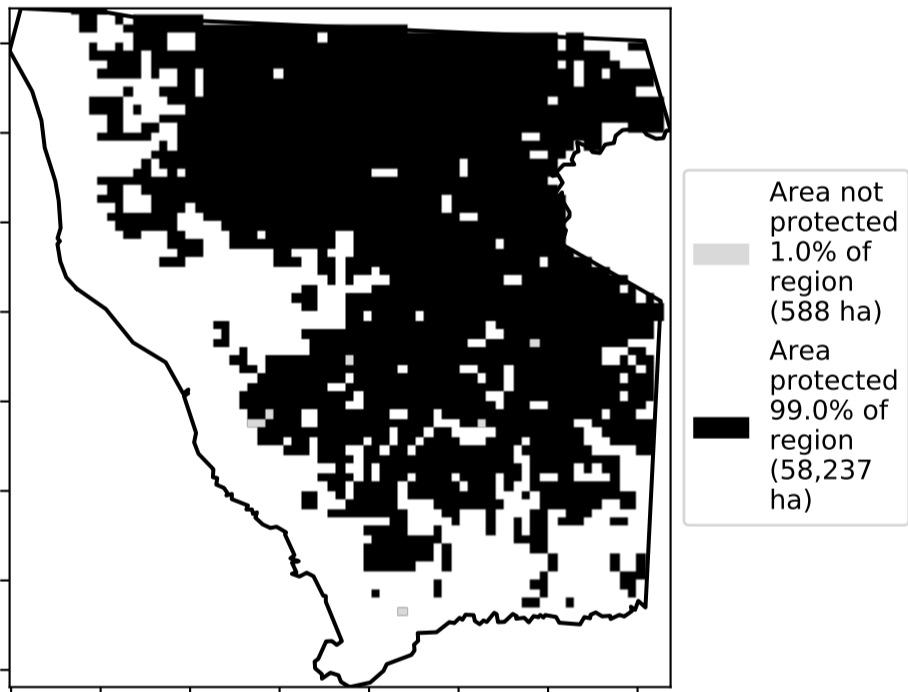 Area not
protected
1.0% of
region
(588 ha)
Area
protected
99.0% of
region
(58,237
ha)